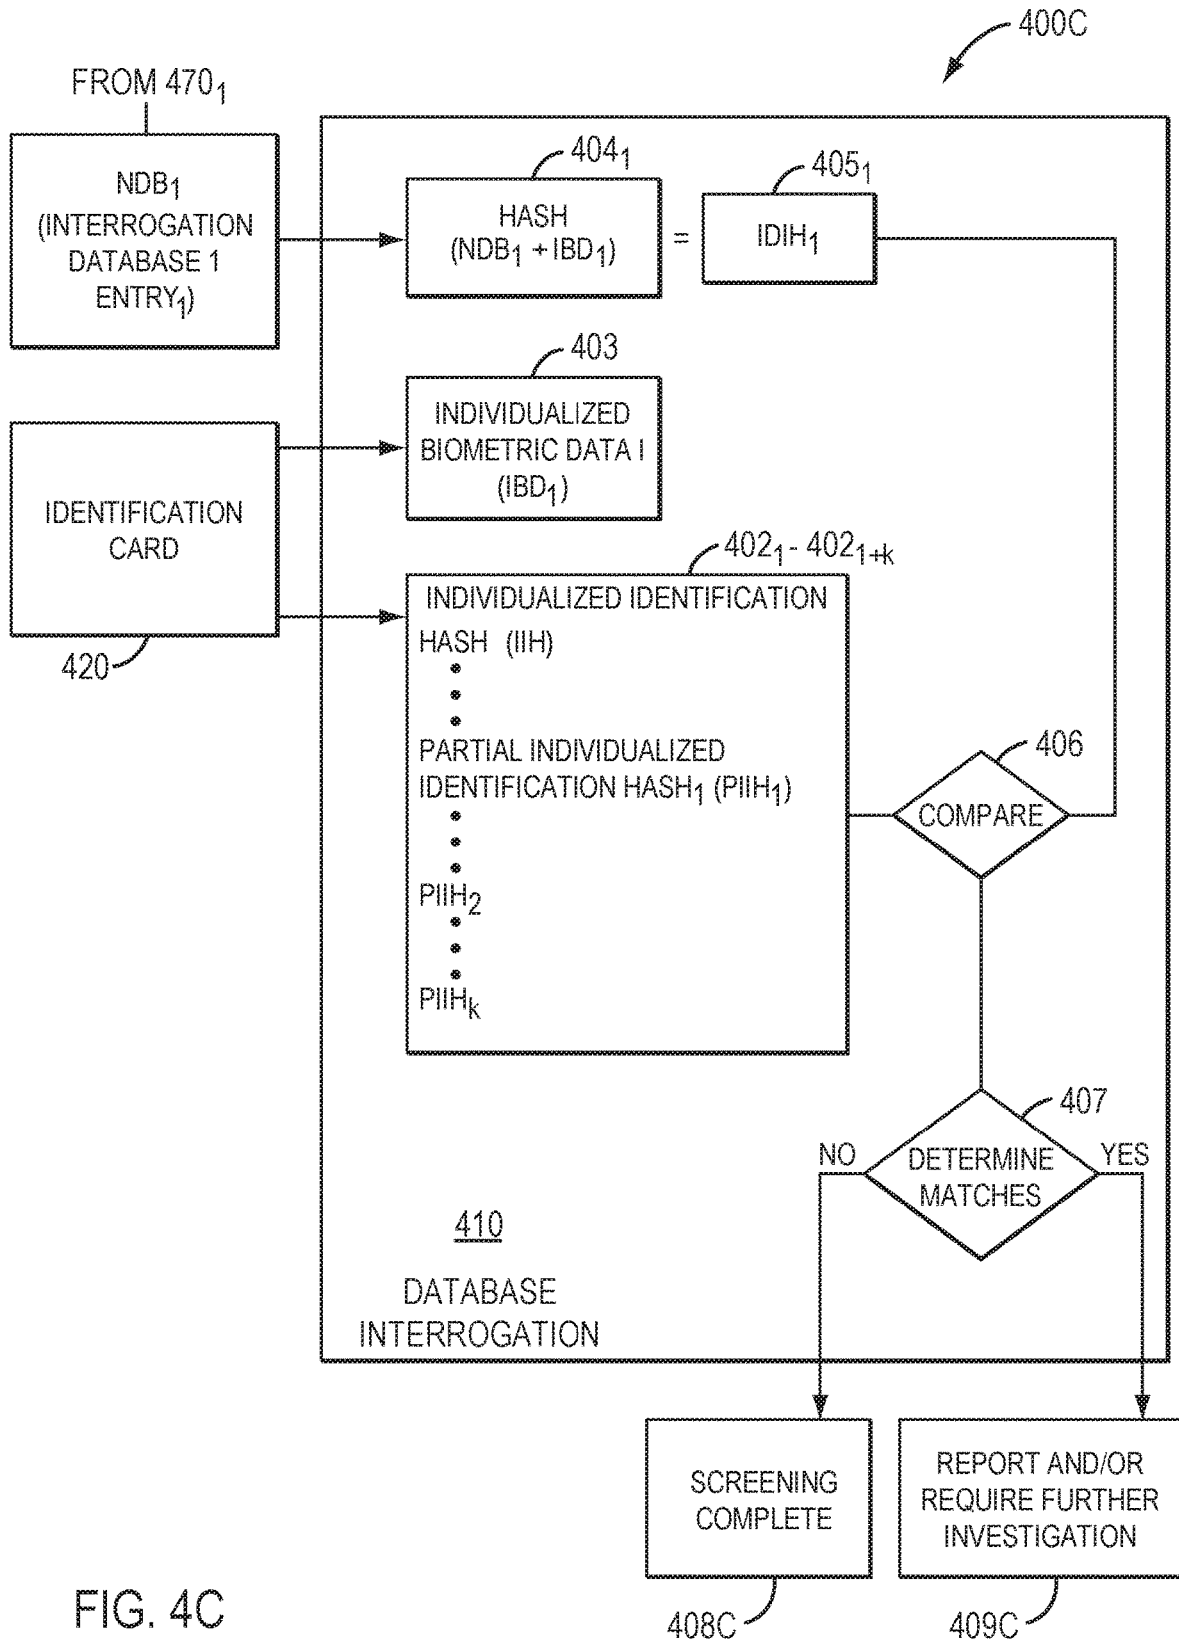 400C
FROM 470₁
NDB₁
(INTERROGATION
DATABASE 1
ENTRY₁)
404₁
HASH
(NDB₁ + IBD₁)
=
405₁
IDIH₁
403
INDIVIDUALIZED
BIOMETRIC DATA I
(IBD₁)
IDENTIFICATION
CARD
420
402₁ - 402₁₊ₖ
INDIVIDUALIZED IDENTIFICATION
HASH (IIH)
PARTIAL INDIVIDUALIZED
IDENTIFICATION HASH₁ (PIIH₁)
PIIH₂
PIIHₖ
406
COMPARE
407
NO
DETERMINE
MATCHES
YES
410
DATABASE
INTERROGATION
SCREENING
COMPLETE
408C
REPORT AND/OR
REQUIRE FURTHER
INVESTIGATION
409C
FIG. 4C